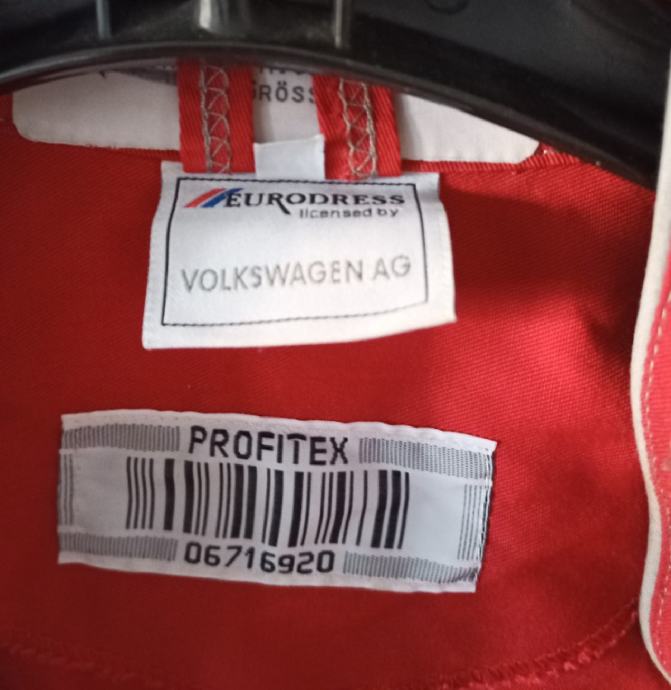 GRÖSS
EURODRESS
licensed by
VOLKSWAGEN AG
PROFITEX
06716920